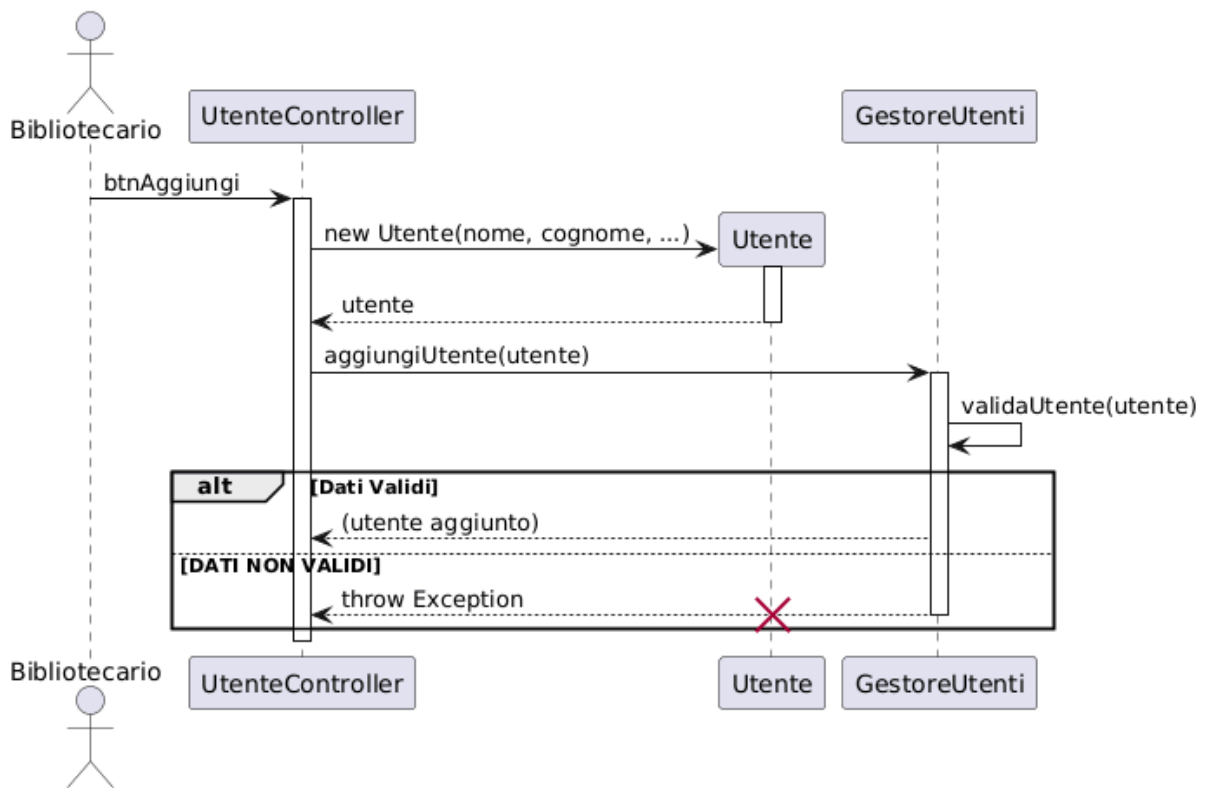 Bibliotecario
UtenteController
GestoreUtenti
btnAggiungi
new Utente(nome, cognome, ...)
Utente
utente
aggiungiUtente(utente)
validaUtente(utente)
alt
[Dati Validi]
(utente aggiunto)
[DATI NON VALIDI]
throw Exception
Bibliotecario
UtenteController
Utente
GestoreUtenti